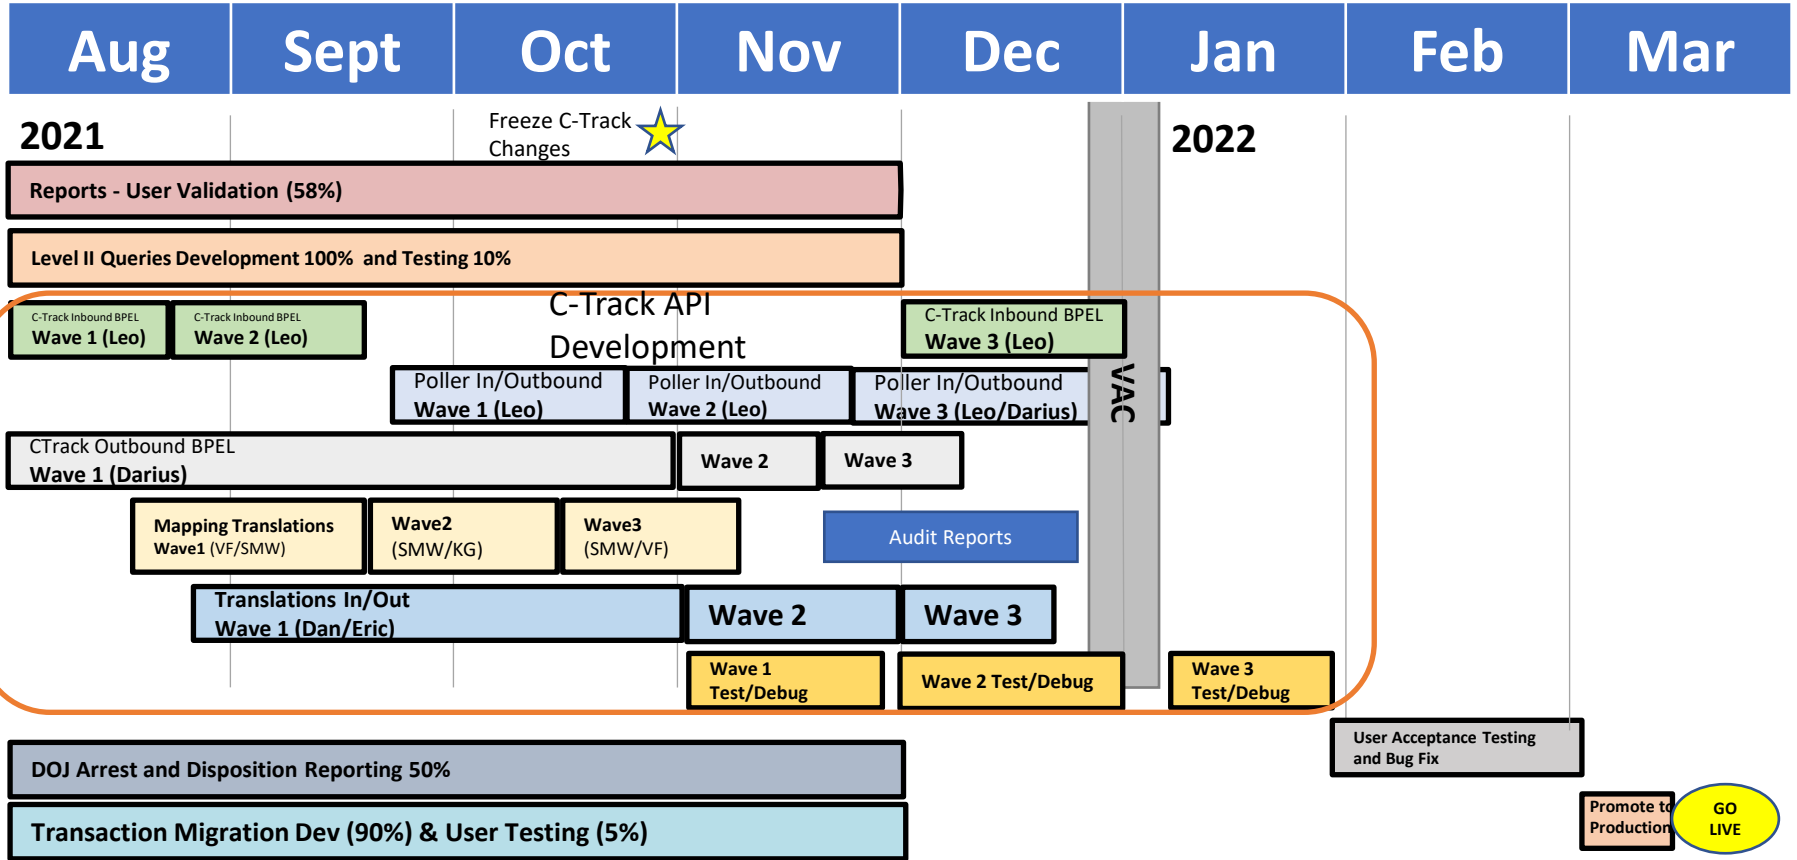 Aug Sept Oct Nov Dec Jan Feb Mar
2021
Freeze C-Track
Changes
2022
Reports - User Validation (58%)
Level II Queries Development 100% and Testing 10%
C-Track API
Development
C-Track Inbound BPEL
Wave 1 (Leo)
C-Track Inbound BPEL
Wave 2 (Leo)
C-Track Inbound BPEL
Wave 3 (Leo)
VAC
Poller In/Outbound
Wave 1 (Leo)
Poller In/Outbound
Wave 2 (Leo)
Poller In/Outbound
Wave 3 (Leo/Darius)
CTrack Outbound BPEL
Wave 1 (Darius)
Wave 2
Wave 3
Mapping Translations
Wave1 (VF/SMW)
Wave2
(SMW/KG)
Wave3
(SMW/VF)
Audit Reports
Translations In/Out
Wave 1 (Dan/Eric)
Wave 2
Wave 3
Wave 1
Test/Debug
Wave 2 Test/Debug
Wave 3
Test/Debug
User Acceptance Testing
and Bug Fix
DOJ Arrest and Disposition Reporting 50%
Transaction Migration Dev (90%) & User Testing (5%)
Promote to
Production
GO
LIVE